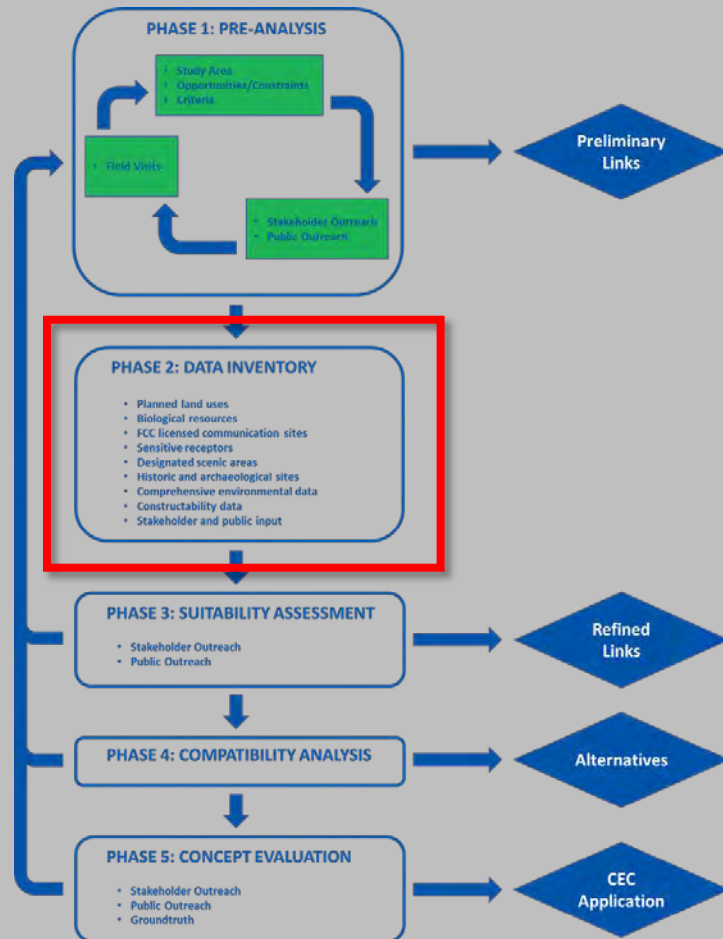 PHASE 1: PRE-ANALYSIS
• Study Area
• Opportunities/Constraints
• Criteria
• Field Visits
• Stakeholder Outreach
• Public Outreach
Preliminary
Links
PHASE 2: DATA INVENTORY
• Planned land uses
• Biological resources
• FCC licensed communication sites
• Sensitive receptors
• Designated scenic areas
• Historic and archaeological sites
• Comprehensive environmental data
• Constructability data
• Stakeholder and public input
PHASE 3: SUITABILITY ASSESSMENT
• Stakeholder Outreach
• Public Outreach
Refined
Links
PHASE 4: COMPATIBILITY ANALYSIS
Alternatives
PHASE 5: CONCEPT EVALUATION
• Stakeholder Outreach
• Public Outreach
• Groundtruth
CEC
Application